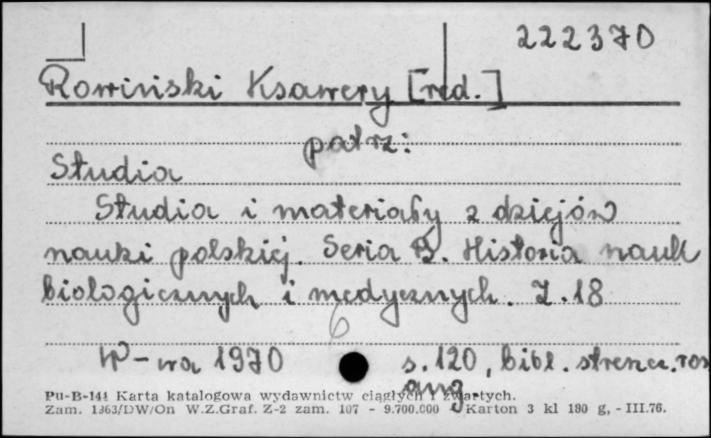 222370
Rowiński Ksawery [red.]
patrz:
Studia
Studia i materiały z dziejów
nauki polskiej. Seria B. Historia nauk
biologicznych i medycznych. Z. 18
6
W-wa 1970 s. 120, bibl. streszcz. ros
ang.
Pu-B-144 Karta katalogowa wydawnictw ciągłych i zwartych.
Zam. 1363/DW/On W.Z.Graf. Z-2 zam. 107 - 9.700.000 Karton 3 kl 180 g, - III.76.